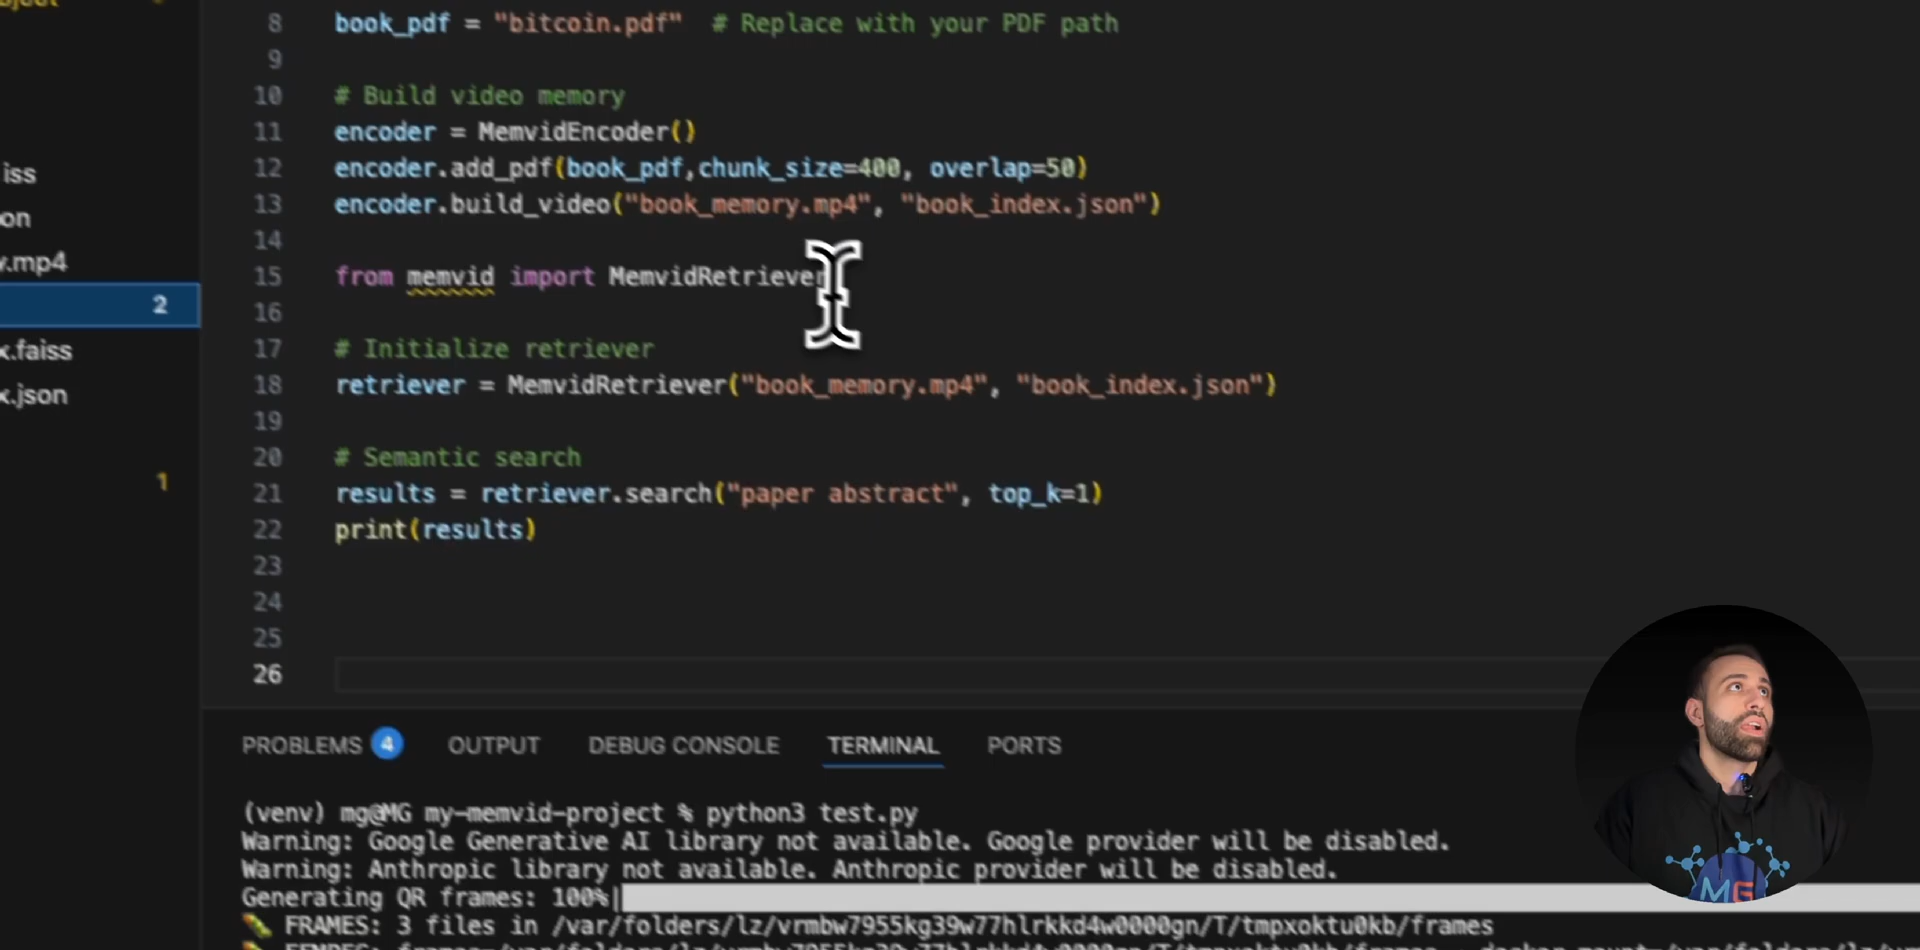 bject
8 book_pdf = "bitcoin.pdf" # Replace with your PDF path
9
10 # Build video memory
11 encoder = MemvidEncoder()
12 encoder.add_pdf(book_pdf,chunk_size=400, overlap=50)
13 encoder.build_video("book_memory.mp4", "book_index.json")
14
15 from memvid import MemvidRetriever
16
17 # Initialize retriever
18 retriever = MemvidRetriever("book_memory.mp4", "book_index.json")
19
20 # Semantic search
21 results = retriever.search("paper abstract", top_k=1)
22 print(results)
23
24
25
26
iss
on
y.mp4
2
x.faiss
x.json
1
PROBLEMS 4 OUTPUT DEBUG CONSOLE TERMINAL PORTS
(venv) mg@MG my-memvid-project % python3 test.py
Warning: Google Generative AI library not available. Google provider will be disabled.
Warning: Anthropic library not available. Anthropic provider will be disabled.
Generating QR frames: 100%|
FRAMES: 3 files in /var/folders/lz/vrmbw7955kg39w77hlrkkd4w0000gn/T/tmpxoktu0kb/frames
MG